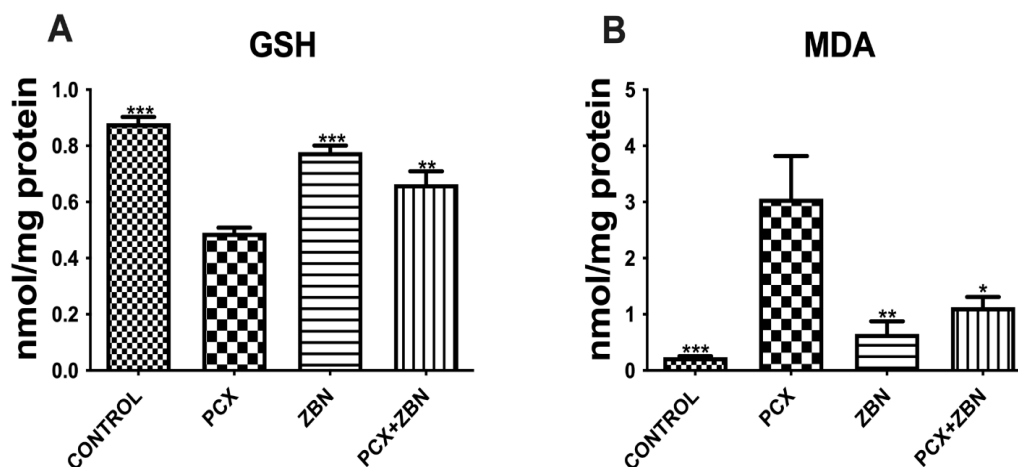 A
GSH
nmol/mg protein
1.0
0.8
0.6
0.4
0.2
0.0
***
***
**
CONTROL
PCX
ZBN
PCX+ZBN
B
MDA
nmol/mg protein
5
4
3
2
1
0
***
**
*
CONTROL
PCX
ZBN
PCX+ZBN